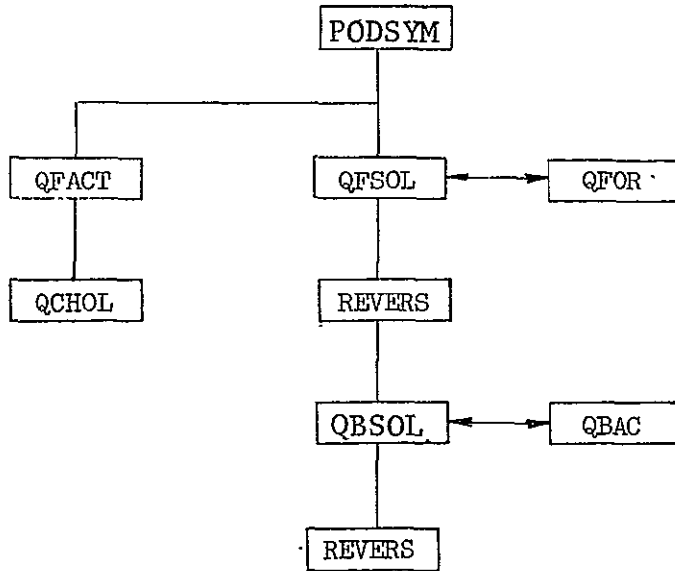 PODSYM
QFACT
QFSOL
QFOR
QCHOL
REVERS
QBSOL
QBAC
REVERS